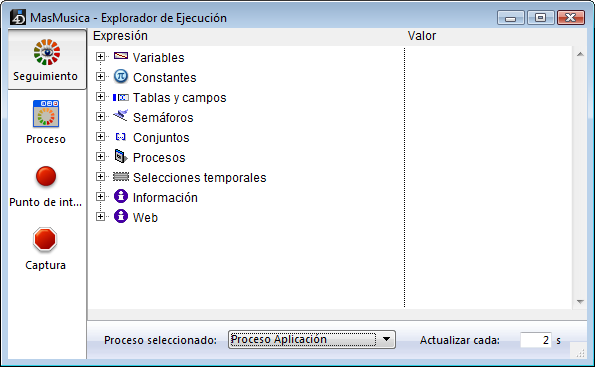 MasMusica - Explorador de Ejecución
Expresión Valor
Seguimiento
Proceso
Punto de int...
Captura
Variables
Constantes
Tablas y campos
Semáforos
Conjuntos
Procesos
Selecciones temporales
Información
Web
Proceso seleccionado: Proceso Aplicación Actualizar cada: 2 s